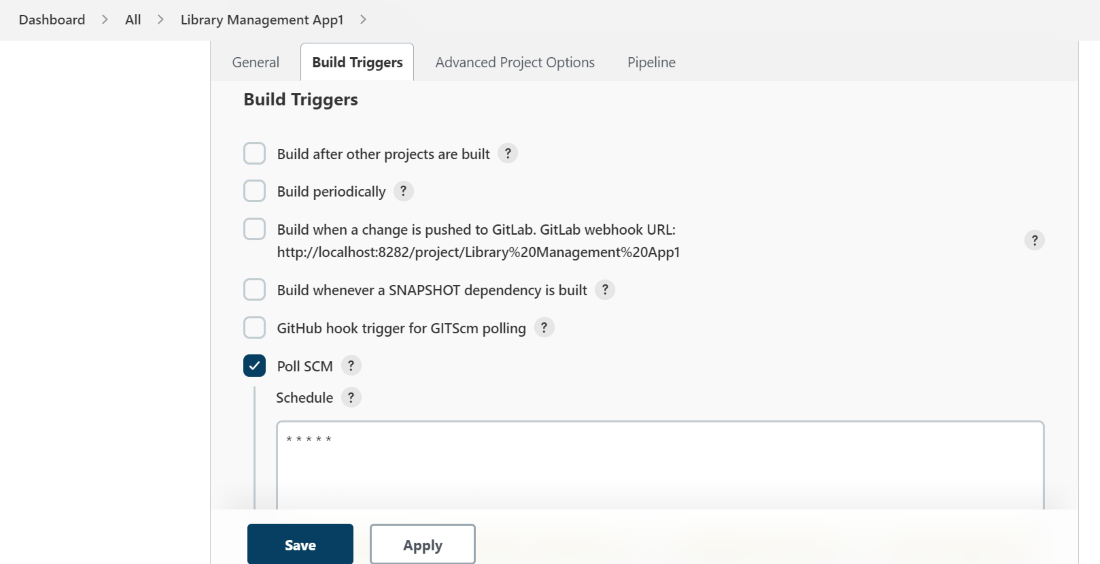 Dashboard > All > Library Management App1 >
General Build Triggers Advanced Project Options Pipeline
Build Triggers
Build after other projects are built ?
Build periodically ?
Build when a change is pushed to GitLab. GitLab webhook URL:
http://localhost:8282/project/Library%20Management%20App1 ?
Build whenever a SNAPSHOT dependency is built ?
GitHub hook trigger for GITScm polling ?
Poll SCM ?
Schedule ?
* * * * *
Save Apply